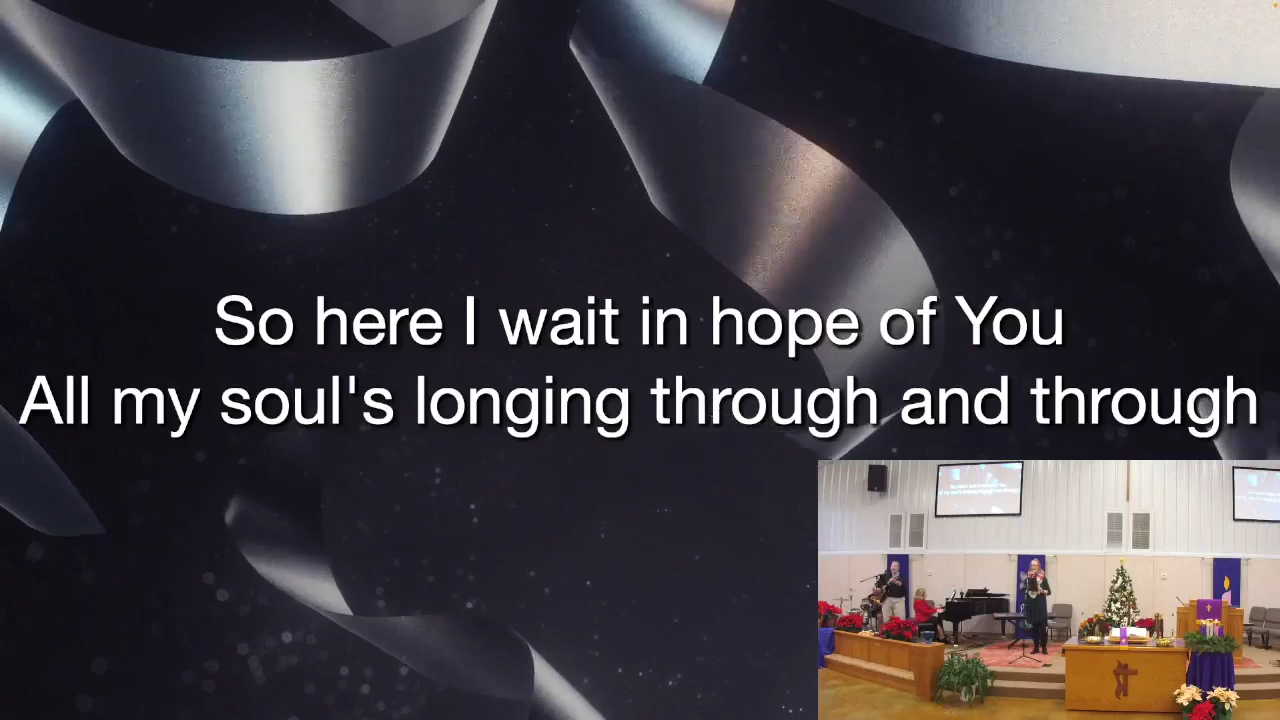 So here I wait in hope of You
All my soul's longing through and through